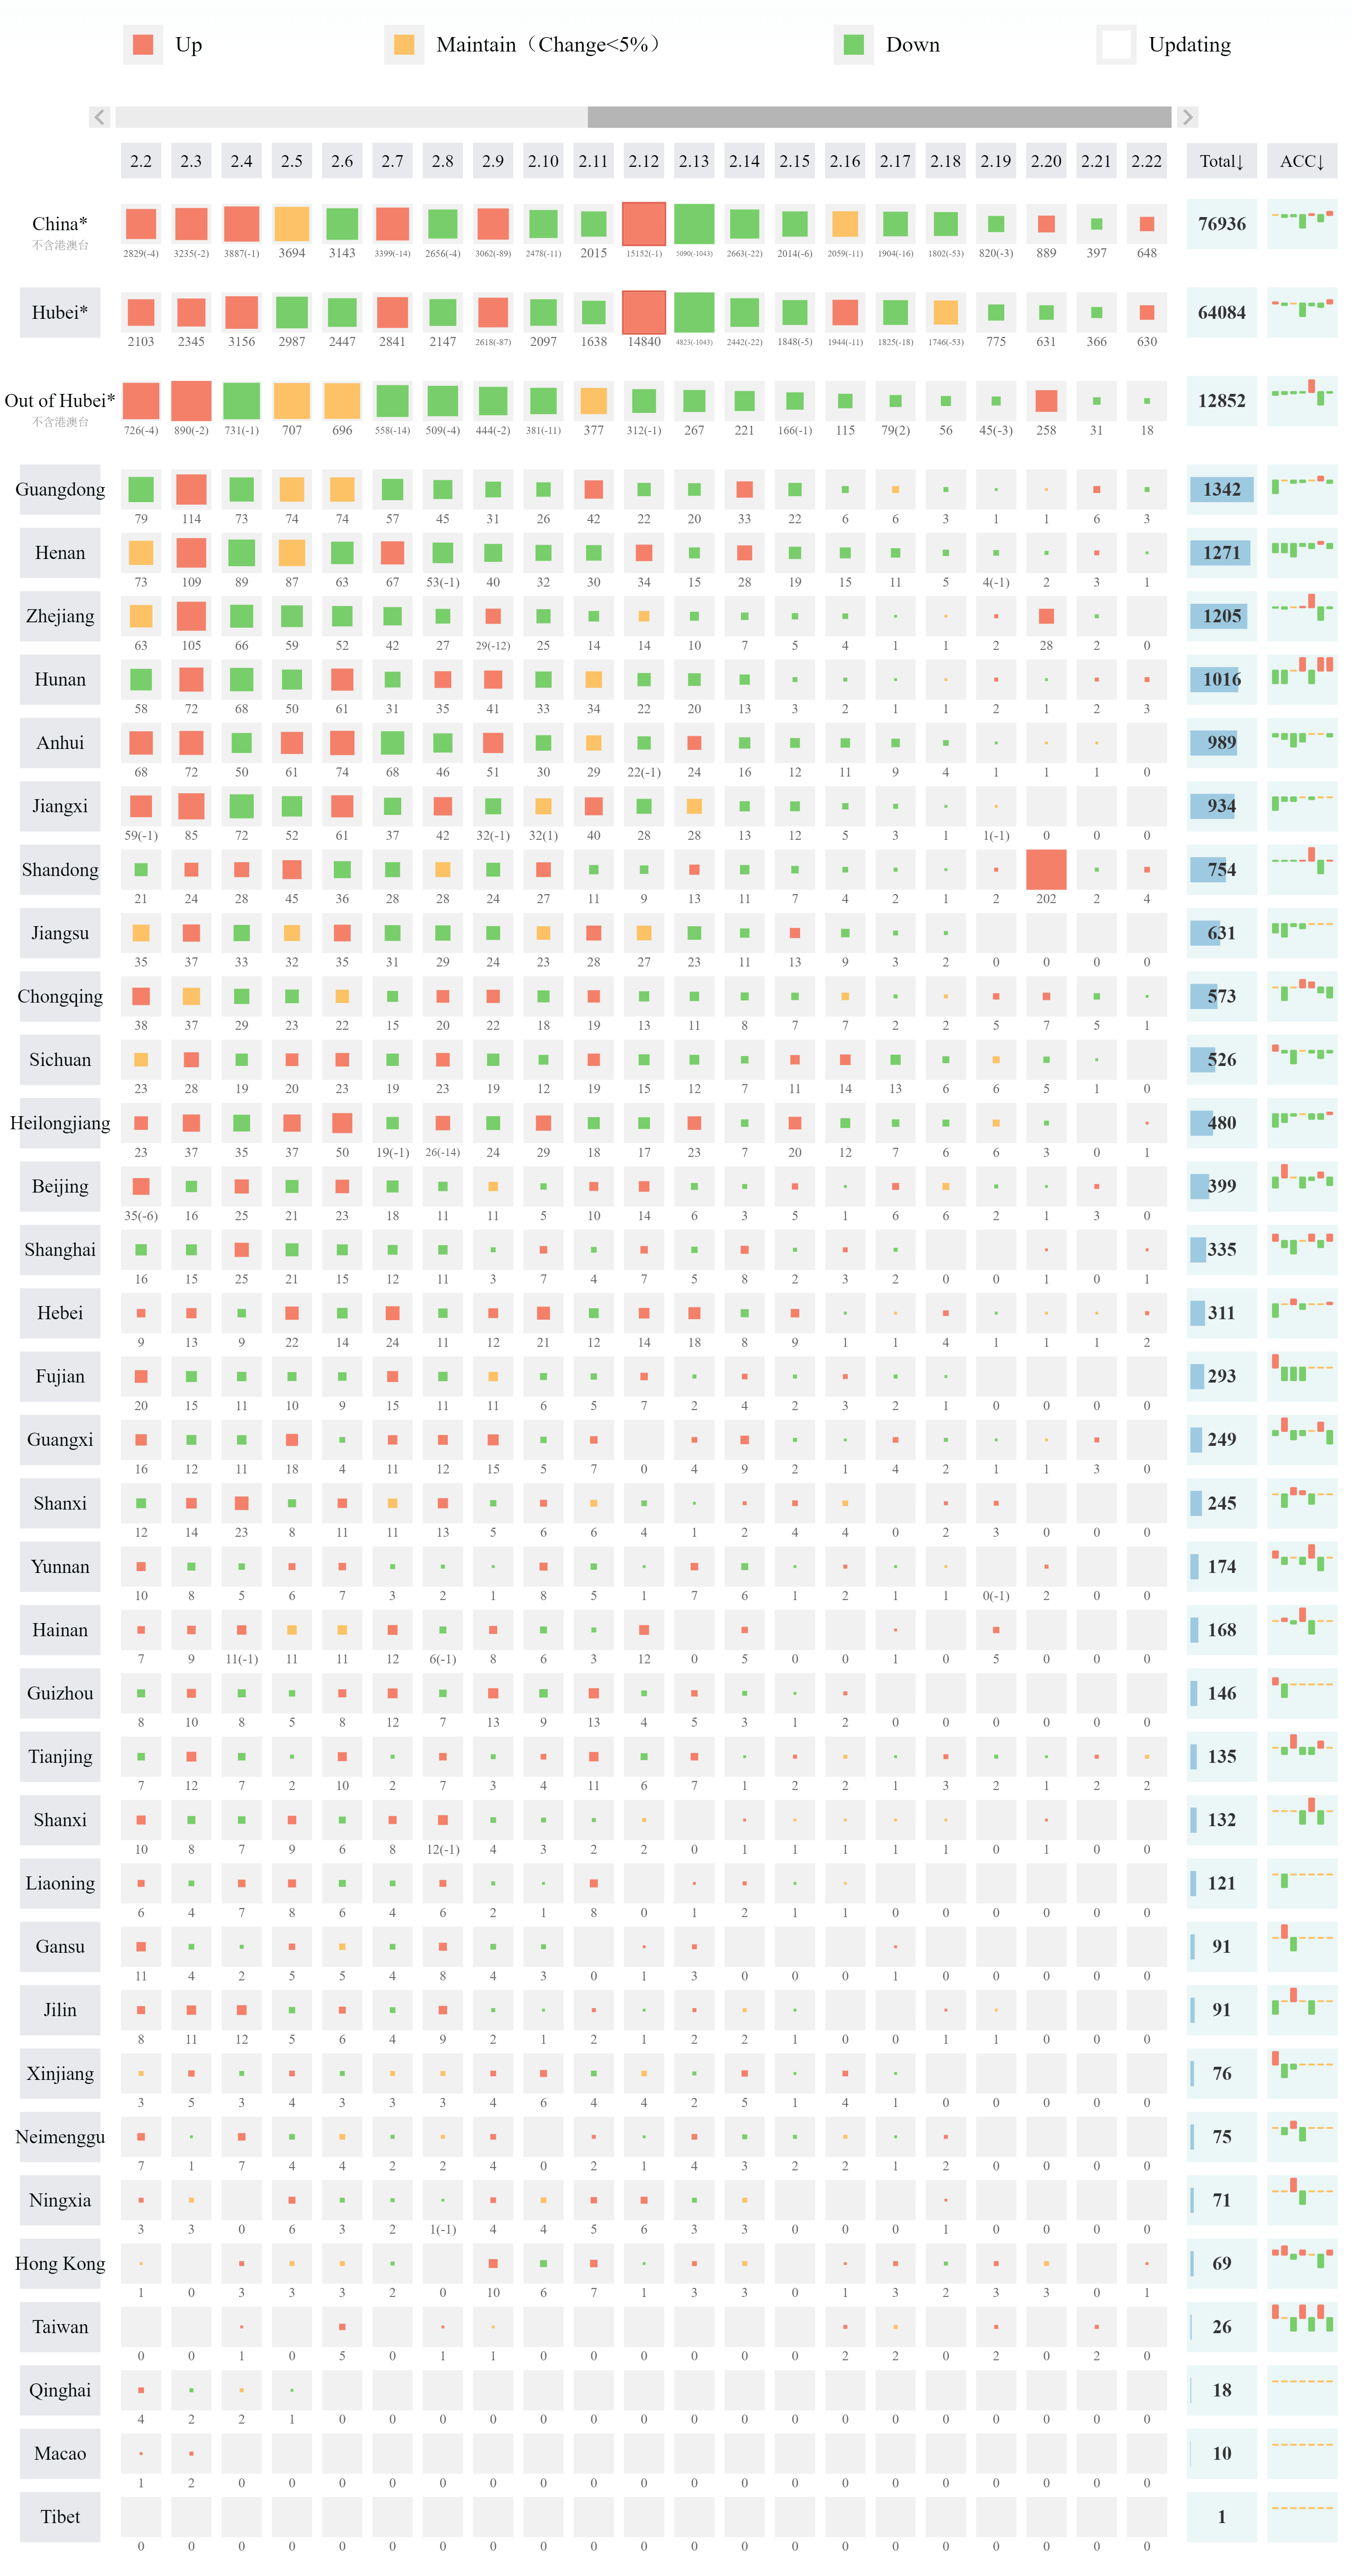 Up Maintain（Change<5%） Down Updating
2.2 2.3 2.4 2.5 2.6 2.7 2.8 2.9 2.10 2.11 2.12 2.13 2.14 2.15 2.16 2.17 2.18 2.19 2.20 2.21 2.22 Total↓ ACC↓
China* 76936
不含港澳台
2829(-4) 3235(-2) 3887(-1) 3694 3143 3399(-14) 2656(-4) 3062(-89) 2478(-11) 2015 15152(-1) 5090(-1043) 2663(-22) 2014(-6) 2059(-11) 1904(-16) 1802(-53) 820(-3) 889 397 648
Hubei* 64084
2103 2345 3156 2987 2447 2841 2147 2618(-87) 2097 1638 14840 4823(-1043) 2442(-22) 1848(-5) 1944(-11) 1825(-18) 1746(-53) 775 631 366 630
Out of Hubei* 12852
不含港澳台
726(-4) 890(-2) 731(-1) 707 696 558(-14) 509(-4) 444(-2) 381(-11) 377 312(-1) 267 221 166(-1) 115 79(2) 56 45(-3) 258 31 18
Guangdong 1342
79 114 73 74 74 57 45 31 26 42 22 20 33 22 6 6 3 1 1 6 3
Henan 1271
73 109 89 87 63 67 53(-1) 40 32 30 34 15 28 19 15 11 5 4(-1) 2 3 1
Zhejiang 1205
63 105 66 59 52 42 27 29(-12) 25 14 14 10 7 5 4 1 1 2 28 2 0
Hunan 1016
58 72 68 50 61 31 35 41 33 34 22 20 13 3 2 1 1 2 1 2 3
Anhui 989
68 72 50 61 74 68 46 51 30 29 22(-1) 24 16 12 11 9 4 1 1 1 0
Jiangxi 934
59(-1) 85 72 52 61 37 42 32(-1) 32(1) 40 28 28 13 12 5 3 1 1(-1) 0 0 0
Shandong 754
21 24 28 45 36 28 28 24 27 11 9 13 11 7 4 2 1 2 202 2 4
Jiangsu 631
35 37 33 32 35 31 29 24 23 28 27 23 11 13 9 3 2 0 0 0 0
Chongqing 573
38 37 29 23 22 15 20 22 18 19 13 11 8 7 7 2 2 5 7 5 1
Sichuan 526
23 28 19 20 23 19 23 19 12 19 15 12 7 11 14 13 6 6 5 1 0
Heilongjiang 480
23 37 35 37 50 19(-1) 26(-14) 24 29 18 17 23 7 20 12 7 6 6 3 0 1
Beijing 399
35(-6) 16 25 21 23 18 11 11 5 10 14 6 3 5 1 6 6 2 1 3 0
Shanghai 335
16 15 25 21 15 12 11 3 7 4 7 5 8 2 3 2 0 0 1 0 1
Hebei 311
9 13 9 22 14 24 11 12 21 12 14 18 8 9 1 1 4 1 1 1 2
Fujian 293
20 15 11 10 9 15 11 11 6 5 7 2 4 2 3 2 1 0 0 0 0
Guangxi 249
16 12 11 18 4 11 12 15 5 7 0 4 9 2 1 4 2 1 1 3 0
Shanxi 245
12 14 23 8 11 11 13 5 6 6 4 1 2 4 4 0 2 3 0 0 0
Yunnan 174
10 8 5 6 7 3 2 1 8 5 1 7 6 1 2 1 1 0(-1) 2 0 0
Hainan 168
7 9 11(-1) 11 11 12 6(-1) 8 6 3 12 0 5 0 0 1 0 5 0 0 0
Guizhou 146
8 10 8 5 8 12 7 13 9 13 4 5 3 1 2 0 0 0 0 0 0
Tianjing 135
7 12 7 2 10 2 7 3 4 11 6 7 1 2 2 1 3 2 1 2 2
Shanxi 132
10 8 7 9 6 8 12(-1) 4 3 2 2 0 1 1 1 1 1 0 1 0 0
Liaoning 121
6 4 7 8 6 4 6 2 1 8 0 1 2 1 1 0 0 0 0 0 0
Gansu 91
11 4 2 5 5 4 8 4 3 0 1 3 0 0 0 1 0 0 0 0 0
Jilin 91
8 11 12 5 6 4 9 2 1 2 1 2 2 1 0 0 1 1 0 0 0
Xinjiang 76
3 5 3 4 3 3 3 4 6 4 4 2 5 1 4 1 0 0 0 0 0
Neimenggu 75
7 1 7 4 4 2 2 4 0 2 1 4 3 2 2 1 2 0 0 0 0
Ningxia 71
3 3 0 6 3 2 1(-1) 4 4 5 6 3 3 0 0 0 1 0 0 0 0
Hong Kong 69
1 0 3 3 3 2 0 10 6 7 1 3 3 0 1 3 2 3 3 0 1
Taiwan 26
0 0 1 0 5 0 1 1 0 0 0 0 0 0 2 2 0 2 0 2 0
Qinghai 18
4 2 2 1 0 0 0 0 0 0 0 0 0 0 0 0 0 0 0 0 0
Macao 10
1 2 0 0 0 0 0 0 0 0 0 0 0 0 0 0 0 0 0 0 0
Tibet 1
0 0 0 0 0 0 0 0 0 0 0 0 0 0 0 0 0 0 0 0 0